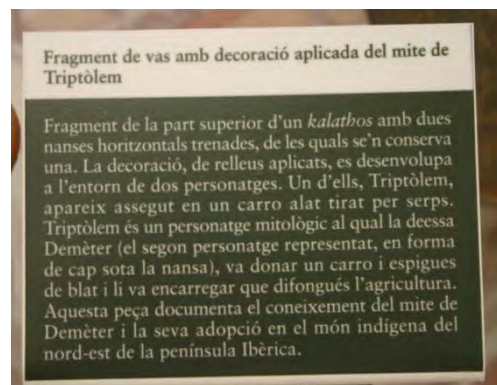 Fragment de vas amb decoració aplicada del mite de
Triptòlem
Fragment de la part superior d'un kalathos amb dues
nanses horitzontals trenades, de les quals se'n conserva
una. La decoració, de relleus aplicats, es desenvolupa
a l'entorn de dos personatges. Un d'ells, Triptòlem,
apareix assegut en un carro alat tirat per serps.
Triptòlem és un personatge mitològic al qual la deessa
Demèter (el segon personatge representat, en forma
de cap sota la nansa), va donar un carro i espigues
de blat i li va encarregar que difongués l'agricultura.
Aquesta peça documenta el coneixement del mite de
Demèter i la seva adopció en el món indígena del
nord-est de la península Ibèrica.